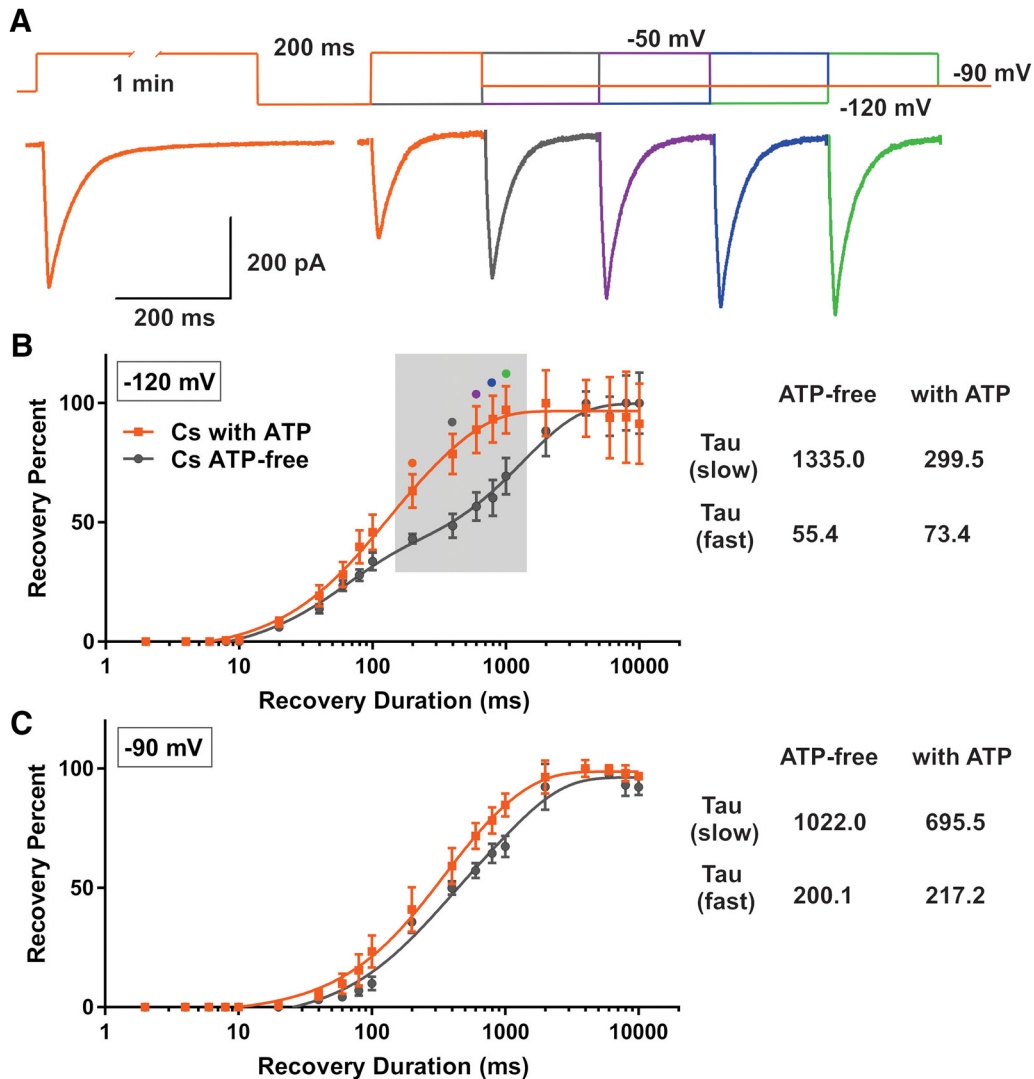 A
200 ms
-50 mV
1 min
-90 mV
-120 mV
200 pA
200 ms
B
-120 mV
Cs with ATP
Cs ATP-free
Recovery Percent
100
50
0
1
10
100
1000
10000
Recovery Duration (ms)
ATP-free with ATP
Tau (slow) 1335.0 299.5
Tau (fast) 55.4 73.4
C
-90 mV
Recovery Percent
100
50
0
1
10
100
1000
10000
Recovery Duration (ms)
ATP-free with ATP
Tau (slow) 1022.0 695.5
Tau (fast) 200.1 217.2